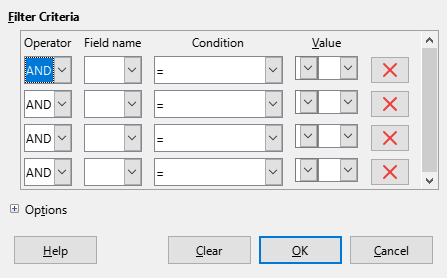 Filter Criteria
Operator Field name Condition Value
AND =
AND =
AND =
AND =
Options
Help Clear OK Cancel